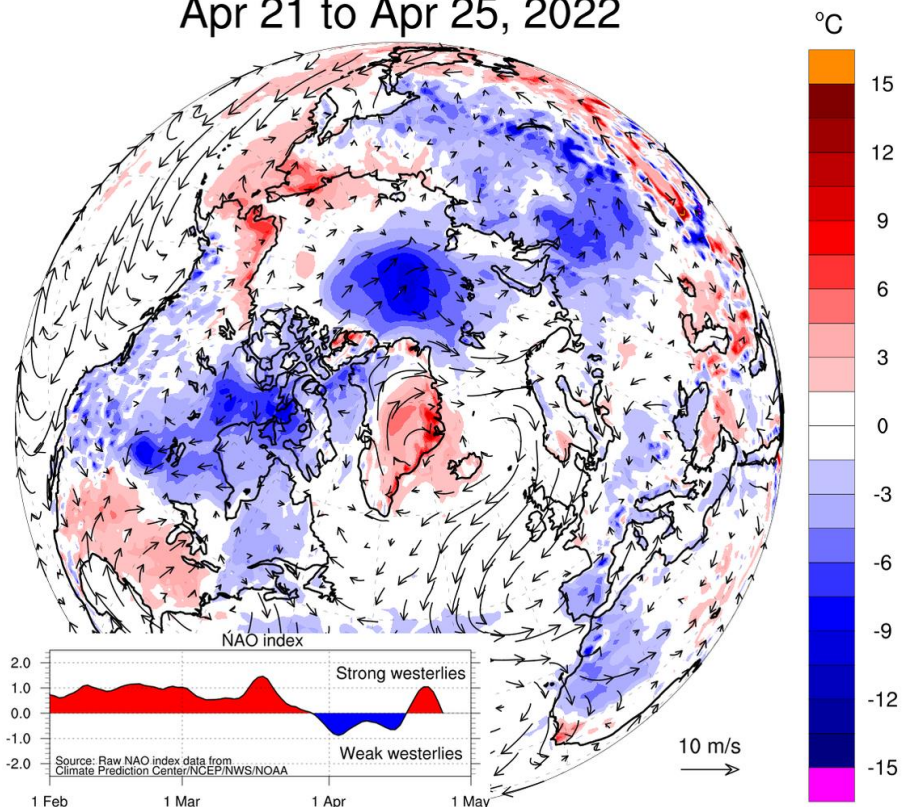 Apr 21 to Apr 25, 2022
°C
15
12
9
6
3
0
-3
-6
-9
-12
-15
10 m/s
NAO index
2.0
1.0
0.0
-1.0
-2.0
Strong westerlies
Weak westerlies
Source: Raw NAO index data from
Climate Prediction Center/NCEP/NWS/NOAA
1 Feb 1 Mar 1 Apr 1 May